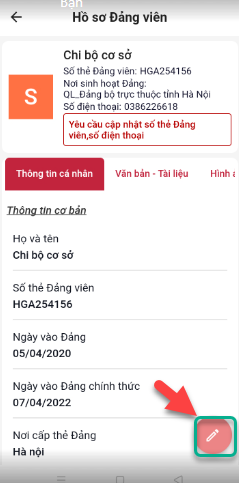 Bản
Hồ sơ Đảng viên
S
Chi bộ cơ sở
Số thẻ Đảng viên: HGA254156
Nơi sinh hoạt Đảng:
QL_Đảng bộ trực thuộc tỉnh Hà Nội
Số điện thoại: 0386226618
Yêu cầu cập nhật số thẻ Đảng
viên,số điện thoại
Thông tin cá nhân
Văn bản - Tài liệu
Hình
Thông tin cơ bản
Họ và tên
Chi bộ cơ sở
Số thẻ Đảng viên
HGA254156
Ngày vào Đảng
05/04/2020
Ngày vào Đảng chính thức
07/04/2022
Nơi cấp thẻ Đảng
Hà nội